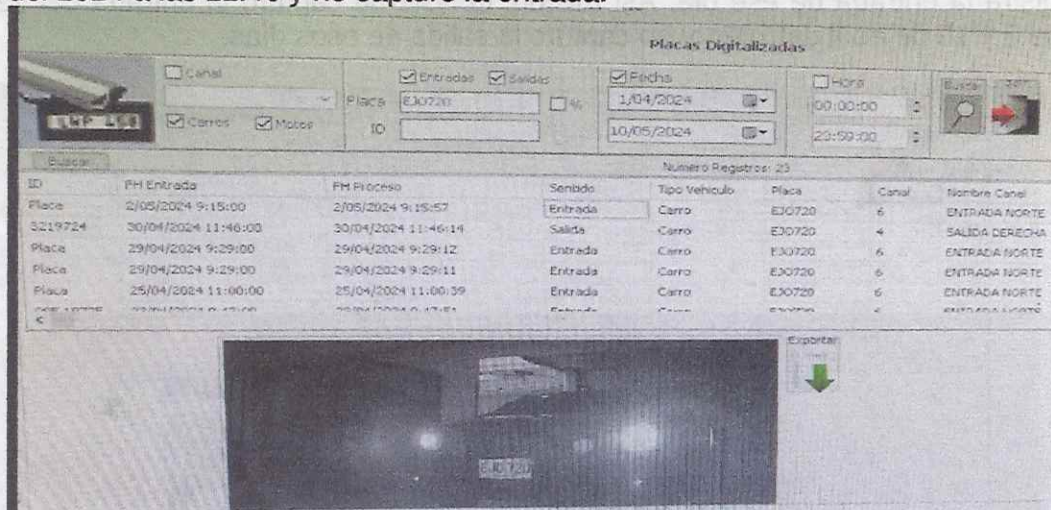 Placas Digitalizadas
Canal
Entradas Salidas
Fecha
Hora
Buscar
Placa EJO720 %
1/04/2024
00:00:00
Carros Motos
ID
10/05/2024
23:59:00
Buscar
Numero Registros: 23
ID FH Entrada FH Proceso Sentido Tipo Vehiculo Placa Canal Nombre Canal
Placa 2/05/2024 9:15:00 2/05/2024 9:15:57 Entrada Carro EJO720 6 ENTRADA NORTE
3219724 30/04/2024 11:46:00 30/04/2024 11:46:14 Salida Carro EJO720 4 SALIDA DERECHA
Placa 29/04/2024 9:29:00 29/04/2024 9:29:12 Entrada Carro EJO720 6 ENTRADA NORTE
Placa 29/04/2024 9:29:00 29/04/2024 9:29:11 Entrada Carro EJO720 6 ENTRADA NORTE
Placa 25/04/2024 11:00:00 25/04/2024 11:00:39 Entrada Carro EJO720 6 ENTRADA NORTE
Exportar
EJO 720